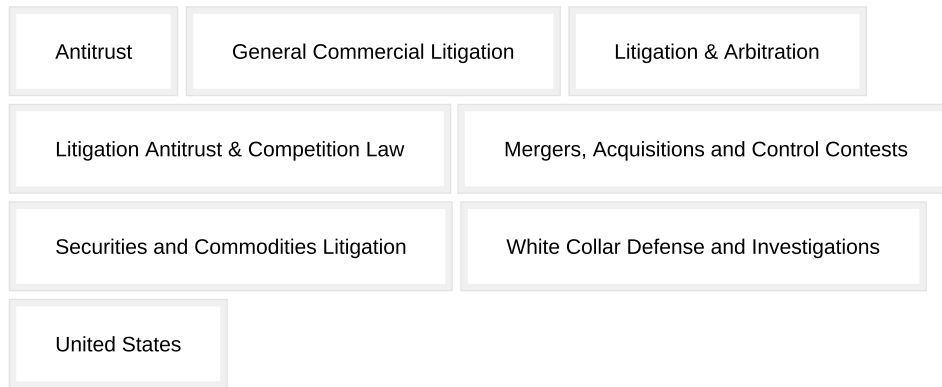 Antitrust General Commercial Litigation Litigation & Arbitration
Litigation Antitrust & Competition Law Mergers, Acquisitions and Control Contests
Securities and Commodities Litigation White Collar Defense and Investigations
United States